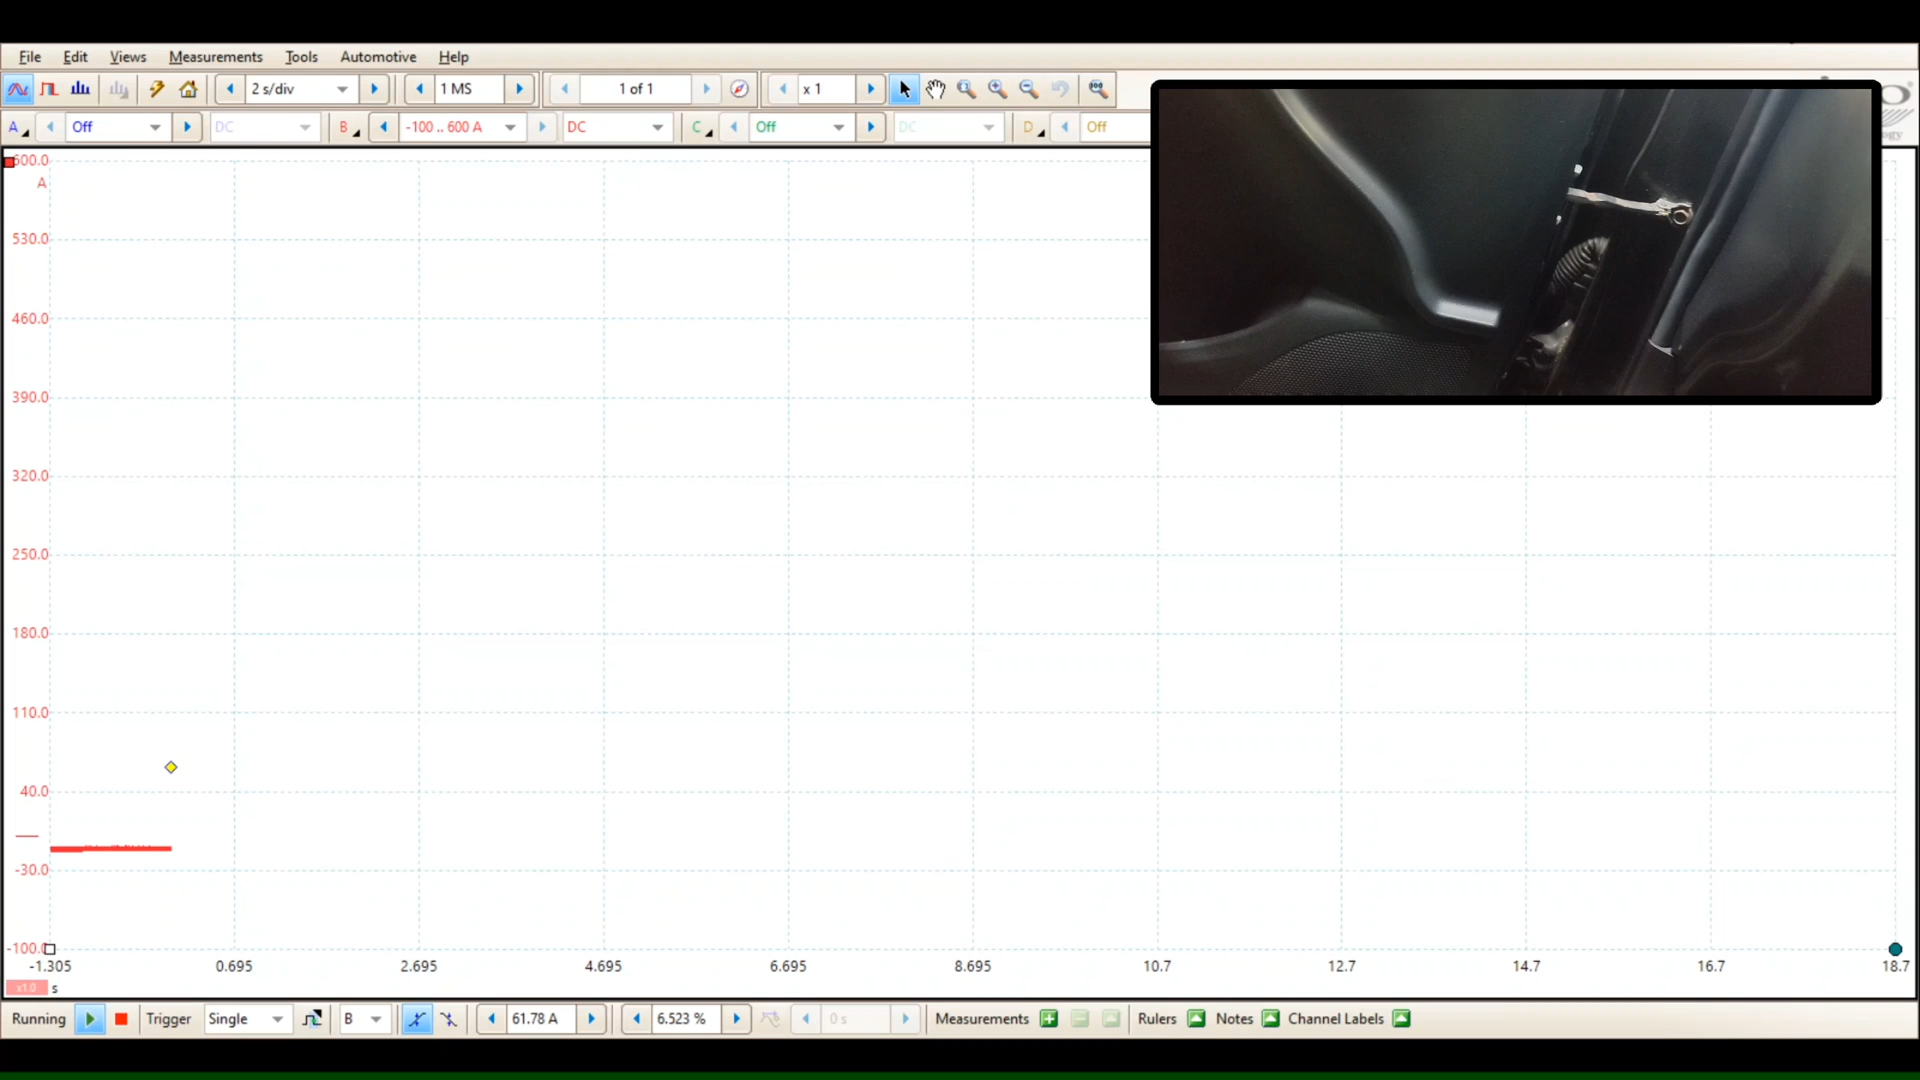 File Edit Views Measurements Tools Automotive Help
2 s/div 1 MS 1 of 1 x 1
A Off DC B -100 .. 600 A DC C Off DC D Off
600.0
A
530.0
460.0
390.0
320.0
250.0
180.0
110.0
40.0
-30.0
-100.0
-1.305 0.695 2.695 4.695 6.695 8.695 10.7 12.7 14.7 16.7 18.7
x1.0 s
Running Trigger Single B 61.78 A 6.523 % 0 s Measurements Rulers Notes Channel Labels